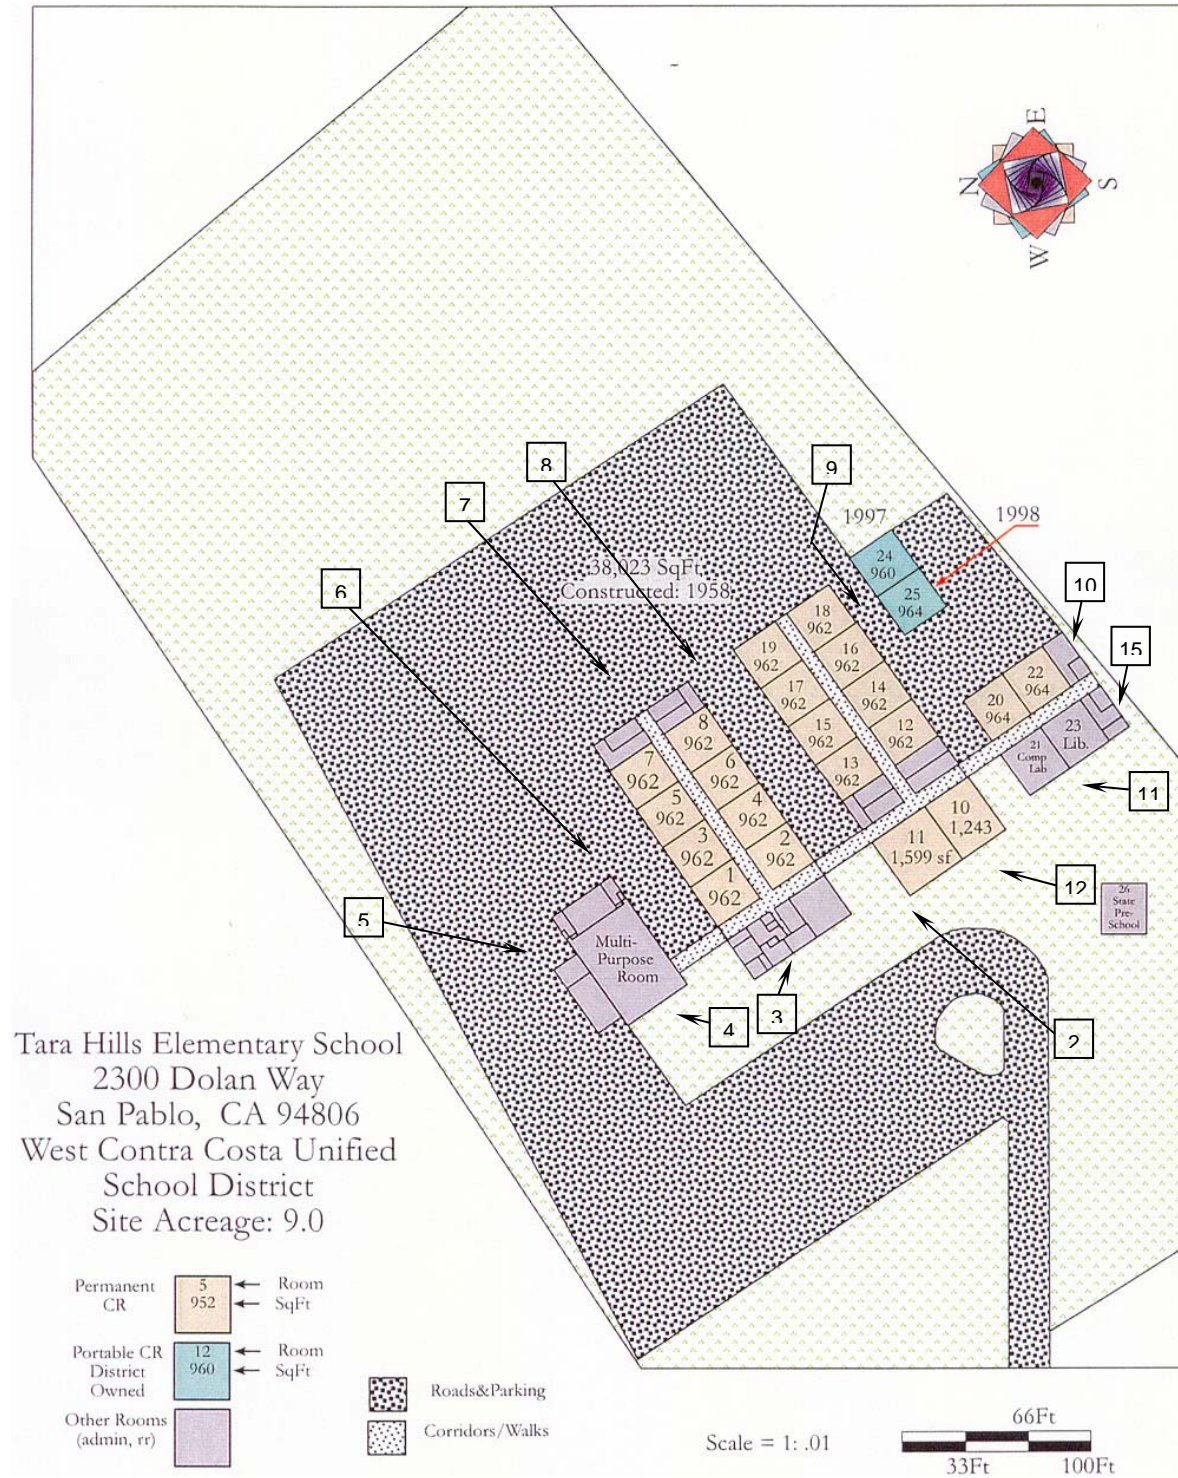 E
N
S
W
8
9
7
1997
1998
24
960
38,023 SqFt.
Constructed: 1958
25
964
6
10
18
962
15
19
962
16
962
22
964
17
962
14
962
20
964
8
962
15
962
12
962
23
Lib.
21
Comp
Lab
7
962
6
962
13
962
11
5
962
4
962
10
1,243
3
962
2
962
11
1,599 sf
12
1
962
26
State
Pre-
School
5
Multi-
Purpose
Room
3
4
2
Tara Hills Elementary School
2300 Dolan Way
San Pablo, CA 94806
West Contra Costa Unified
School District
Site Acreage: 9.0
Permanent
CR
5
952
Room
SqFt
Portable CR
District
Owned
12
960
Room
SqFt
Other Rooms
(admin, rr)
Roads&Parking
Corridors/Walks
Scale = 1: .01
66Ft
33Ft
100Ft